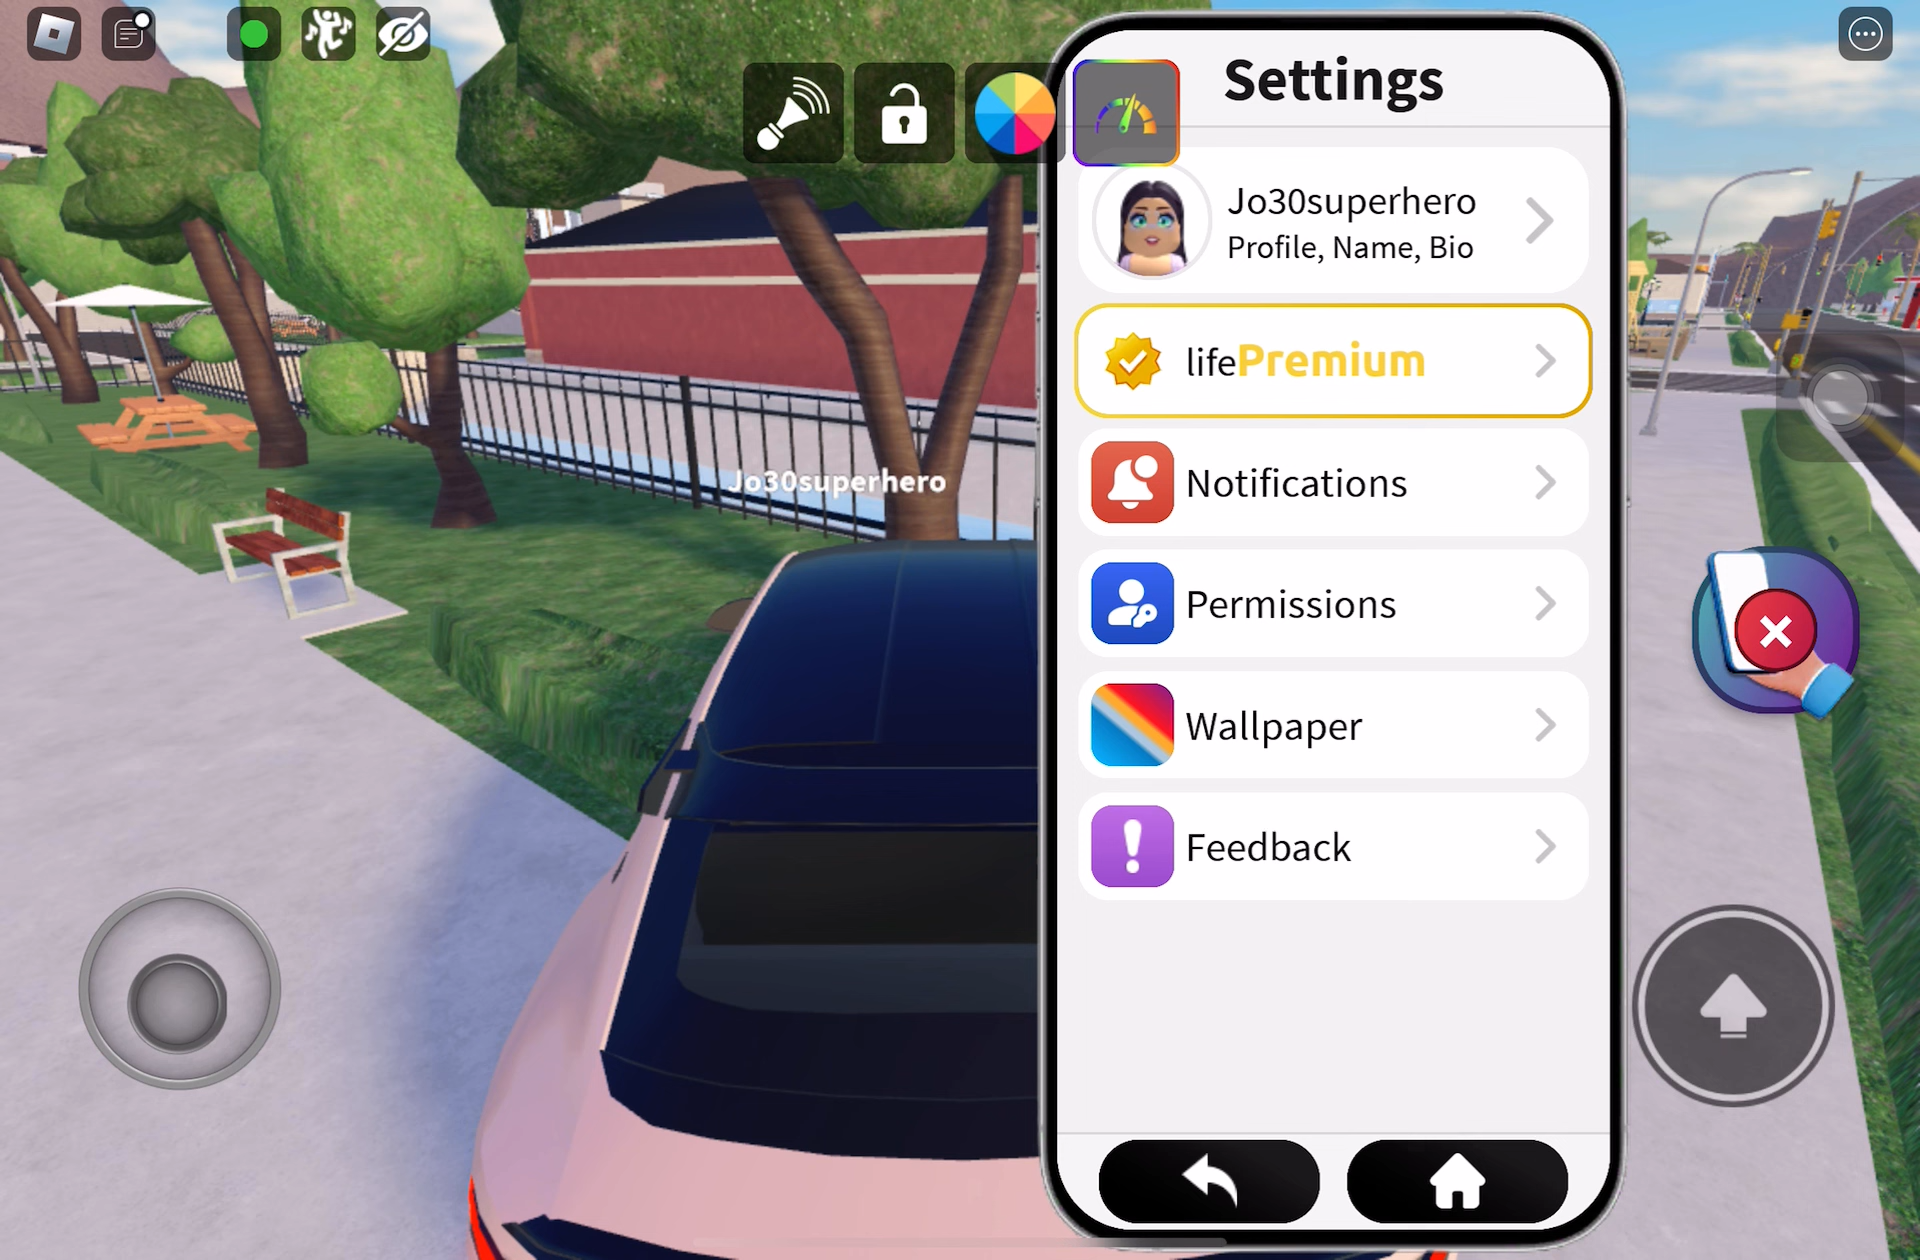 Settings
Jo30superhero
Profile, Name, Bio
lifePremium
Notifications
Jo30superhero
Permissions
Wallpaper
Feedback